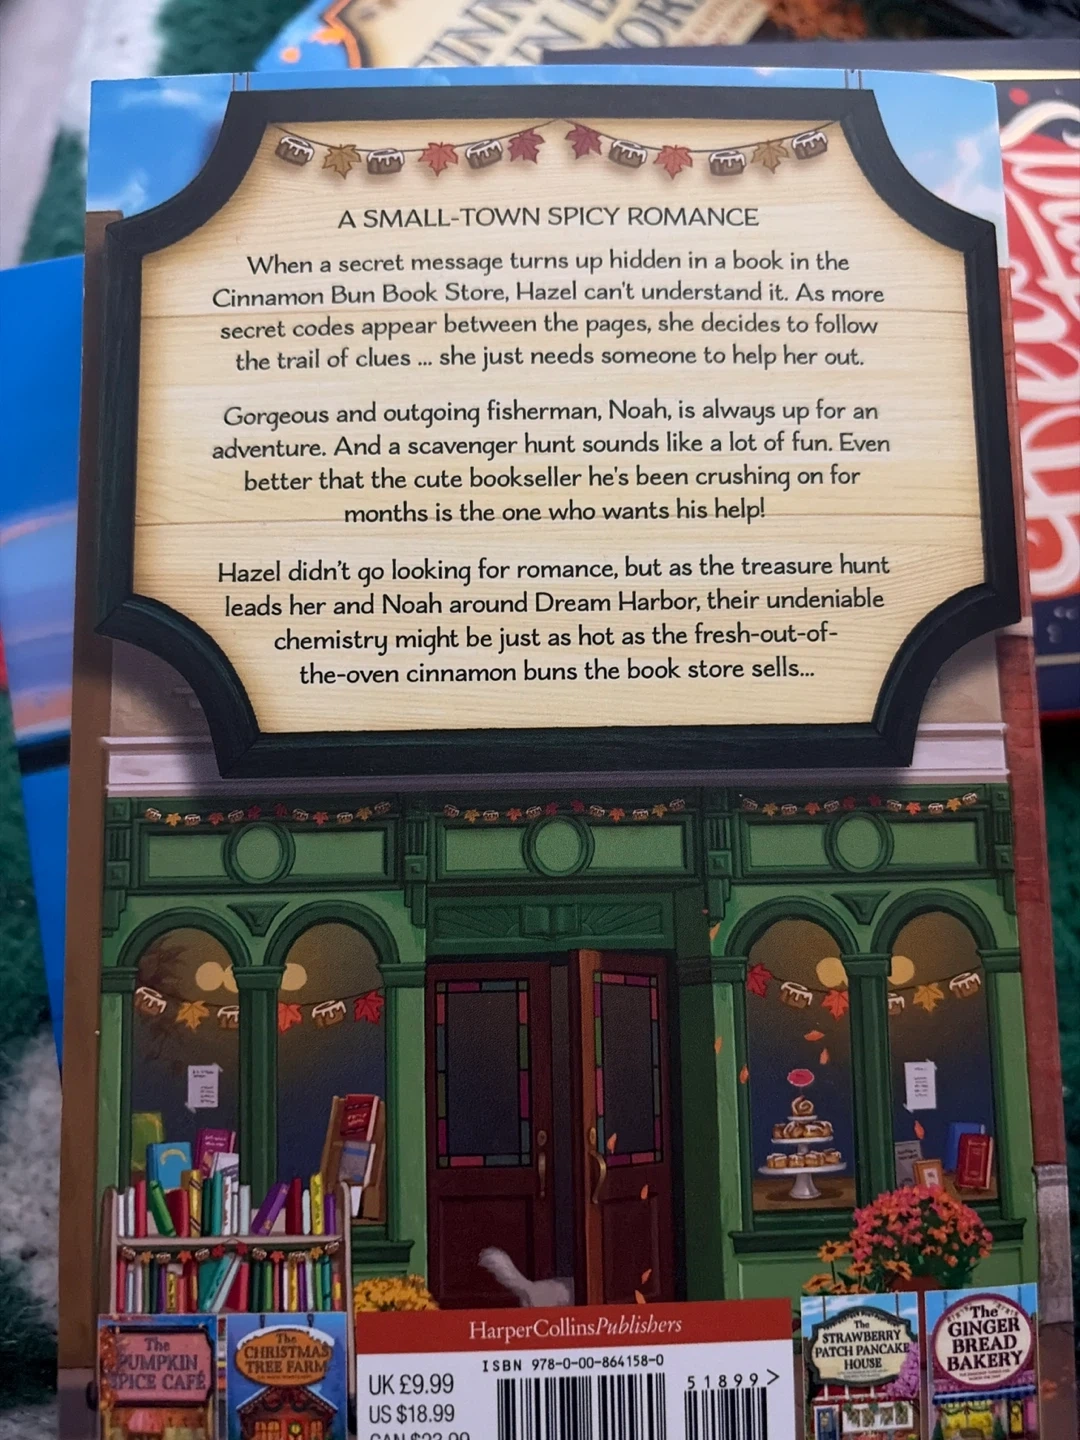 A SMALL-TOWN SPICY ROMANCE
When a secret message turns up hidden in a book in the
Cinnamon Bun Book Store, Hazel can't understand it. As more
secret codes appear between the pages, she decides to follow
the trail of clues ... she just needs someone to help her out.
Gorgeous and outgoing fisherman, Noah, is always up for an
adventure. And a scavenger hunt sounds like a lot of fun. Even
better that the cute bookseller he's been crushing on for
months is the one who wants his help!
Hazel didn't go looking for romance, but as the treasure hunt
leads her and Noah around Dream Harbor, their undeniable
chemistry might be just as hot as the fresh-out-of-
the-oven cinnamon buns the book store sells...
The
PUMPKIN
SPICE CAFÉ
The
CHRISTMAS
TREE FARM
HarperCollinsPublishers
ISBN 978-0-00-864158-0
51899>
UK £9.99
US $18.99
The
STRAWBERRY
PATCH PANCAKE
HOUSE
The
GINGER
BREAD
BAKERY